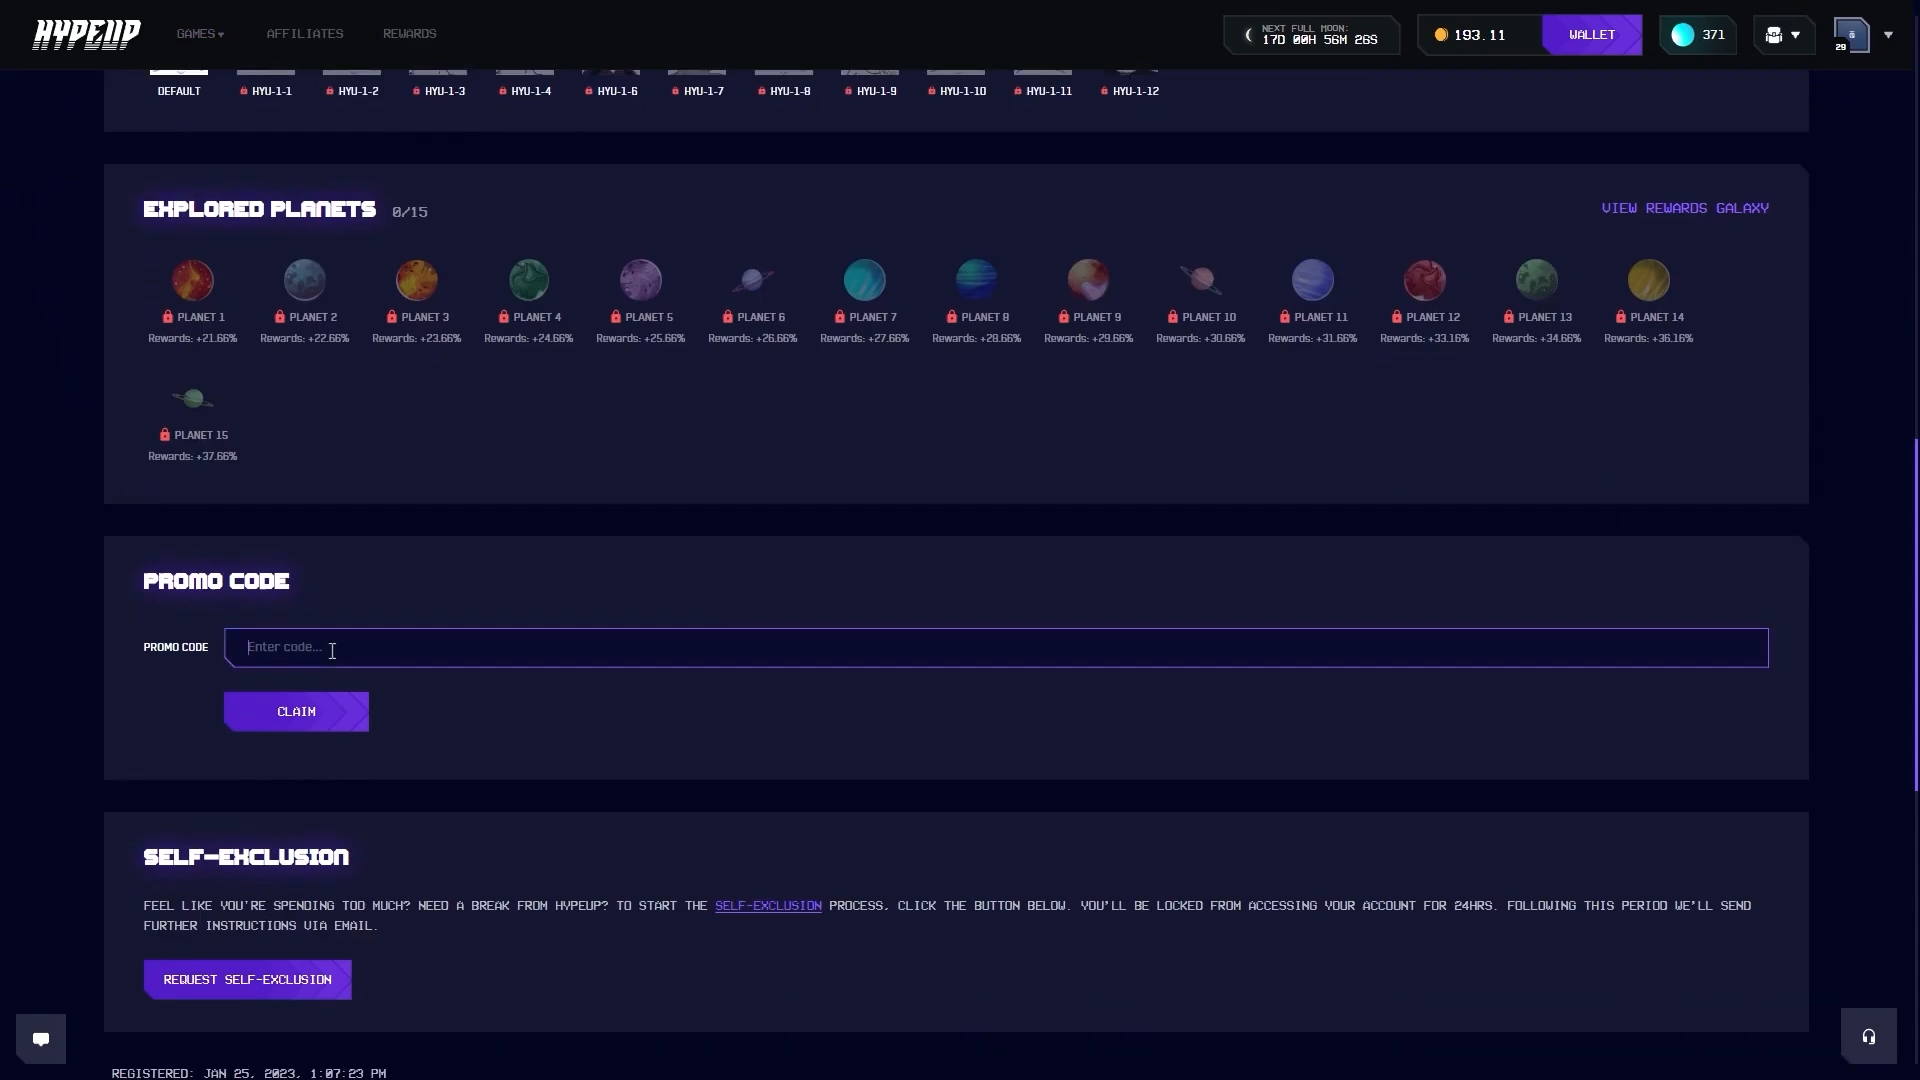 HYPEUP
GAMES
AFFILIATES
REWARDS
NEXT FULL MOON:
17D 00H 56M 26S
193.11
WALLET
371
29
DEFAULT
HYU-1-1
HYU-1-2
HYU-1-3
HYU-1-4
HYU-1-6
HYU-1-7
HYU-1-8
HYU-1-9
HYU-1-10
HYU-1-11
HYU-1-12
EXPLORED PLANETS 0/15
VIEW REWARDS GALAXY
PLANET 1
PLANET 2
PLANET 3
PLANET 4
PLANET 5
PLANET 6
PLANET 7
PLANET 8
PLANET 9
PLANET 10
PLANET 11
PLANET 12
PLANET 13
PLANET 14
Rewards: +21.66%
Rewards: +22.66%
Rewards: +23.66%
Rewards: +24.66%
Rewards: +25.66%
Rewards: +26.66%
Rewards: +27.66%
Rewards: +28.66%
Rewards: +29.66%
Rewards: +30.66%
Rewards: +31.66%
Rewards: +33.16%
Rewards: +34.66%
Rewards: +36.16%
PLANET 15
Rewards: +37.66%
PROMO CODE
PROMO CODE
Enter code...
CLAIM
SELF-EXCLUSION
FEEL LIKE YOU'RE SPENDING TOO MUCH? NEED A BREAK FROM HYPEUP? TO START THE SELF-EXCLUSION PROCESS, CLICK THE BUTTON BELOW. YOU'LL BE LOCKED FROM ACCESSING YOUR ACCOUNT FOR 24HRS. FOLLOWING THIS PERIOD WE'LL SEND
FURTHER INSTRUCTIONS VIA EMAIL.
REQUEST SELF-EXCLUSION
REGISTERED: JAN 25, 2023, 1:07:23 PM